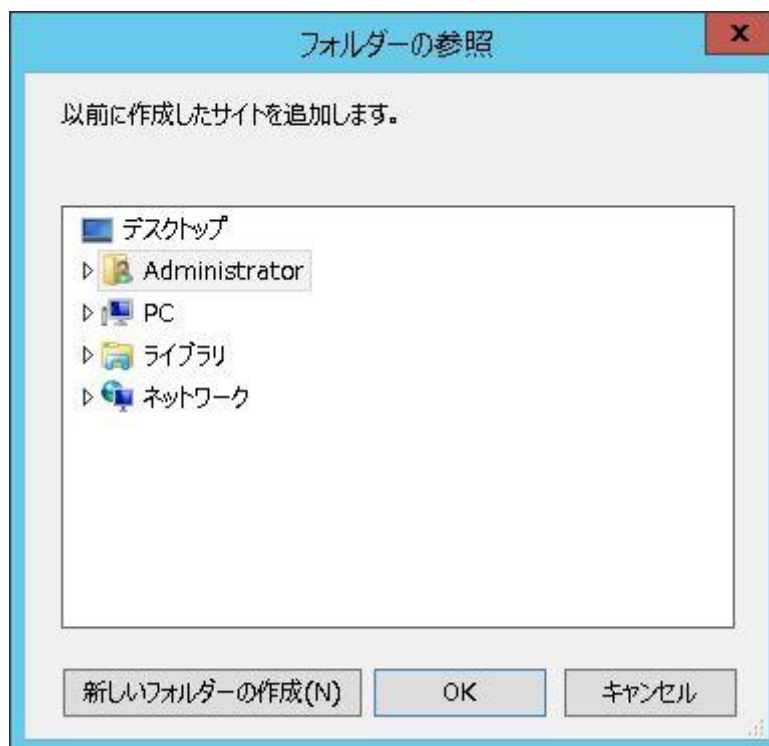 フォルダーの参照
x
以前に作成したサイトを追加します。
デスクトップ
Administrator
PC
ライブラリ
ネットワーク
新しいフォルダーの作成(N) OK キャンセル